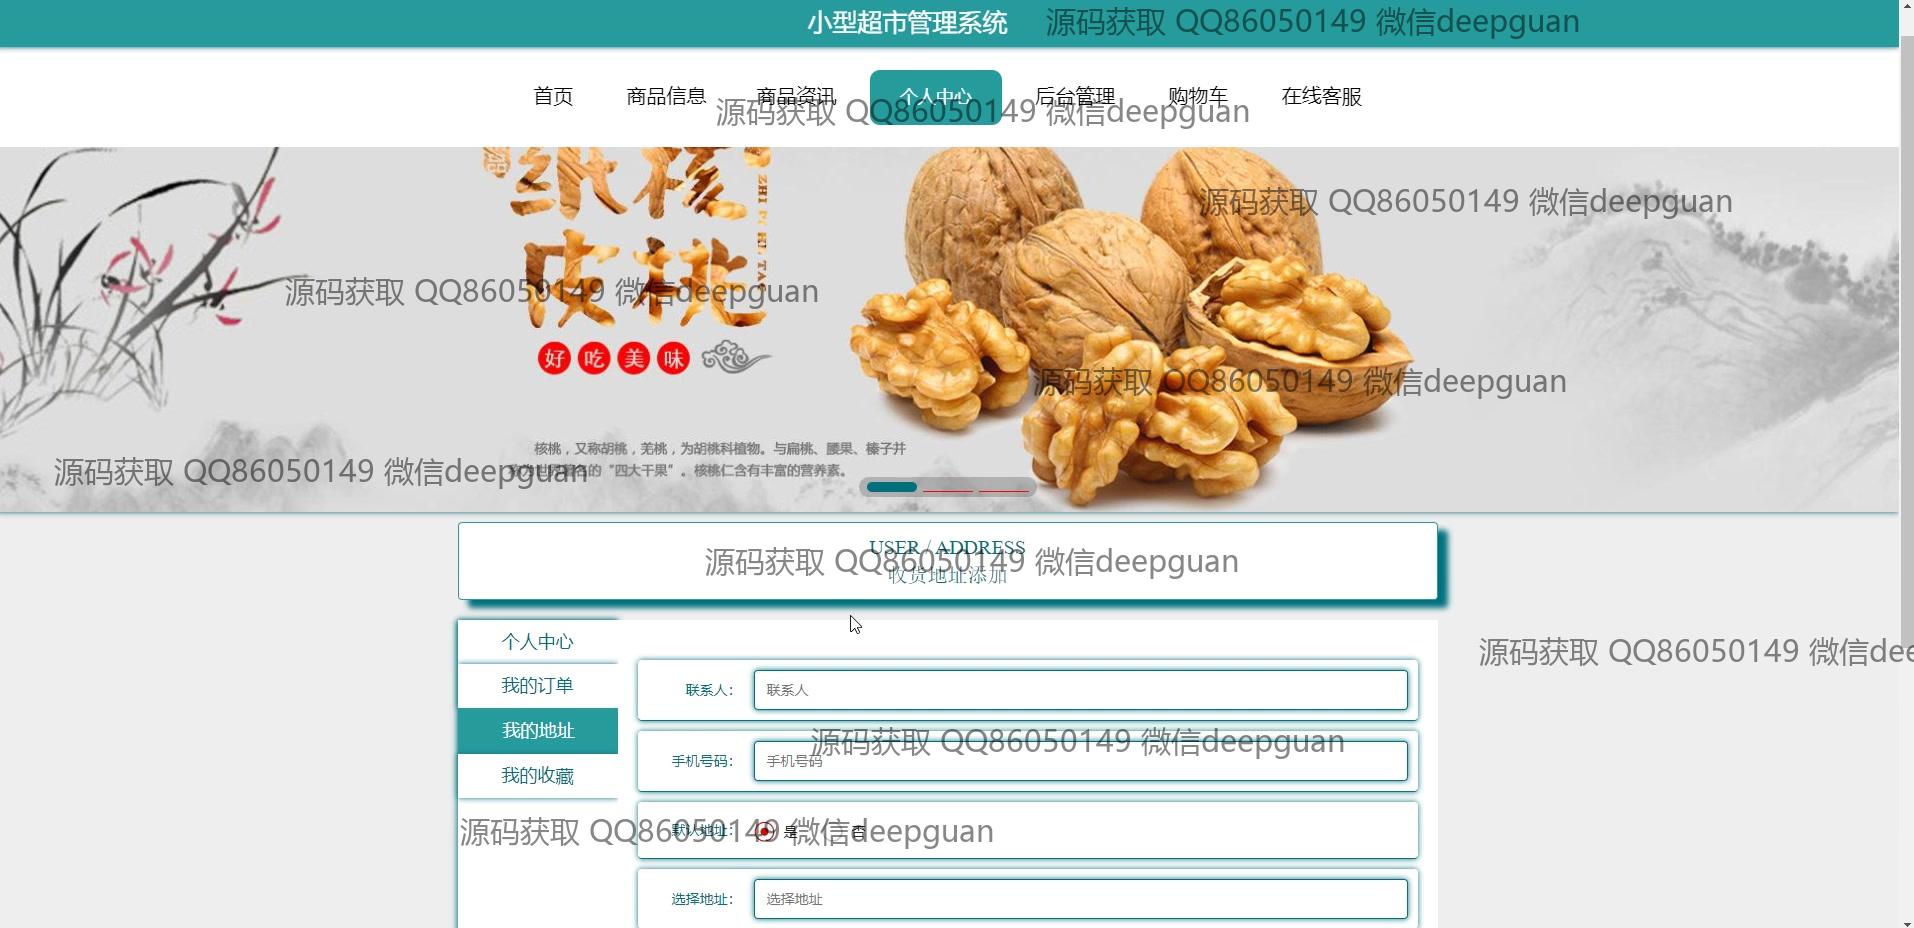 小型超市管理系统
源码获取 QQ86050149 微信deepguan
首页 商品信息 商品资讯 个人中心 后台管理 购物车 在线客服
源码获取 QQ86050149 微信deepguan
纸核
ZHI PI HE TAO
皮桃
源码获取 QQ86050149 微信deepguan
源码获取 QQ86050149 微信deepguan
好吃美味
源码获取 QQ86050149 微信deepguan
核桃，又称胡桃，羌桃，为胡桃科植物。与扁桃、腰果、榛子并
称为世界著名的“四大干果”。核桃仁含有丰富的营养素。
源码获取 QQ86050149 微信deepguan
USER / ADDRESS
源码获取 QQ86050149 微信deepguan
收货地址添加
个人中心
我的订单
我的地址
我的收藏
源码获取 QQ86050149 微信dee
联系人： 联系人
源码获取 QQ86050149 微信deepguan
手机号码： 手机号码
默认地址： 是 否
源码获取 QQ86050149 微信deepguan
选择地址： 选择地址